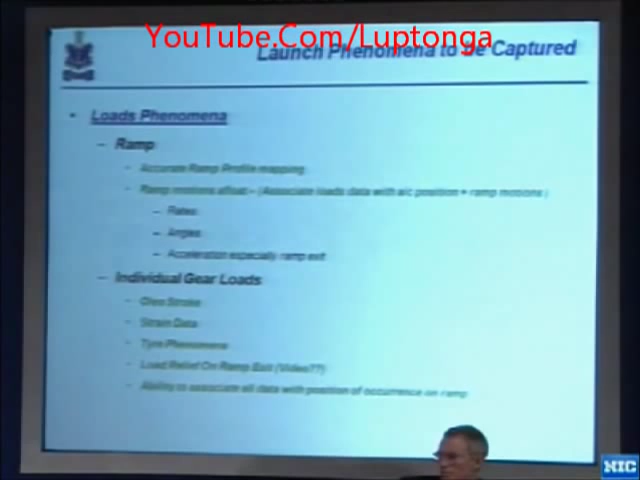 YouTube.Com/Luptonga
Launch Phenomena to be Captured
• Loads Phenomena
– Ramp
- Accurate Ramp Profile mapping
- Ramp motions afloat – (Associate loads data with a/c position + ramp motions)
– Rates
– Angles
– Acceleration especially ramp exit
– Individual Gear Loads
- Oleo Stroke
- Strain Data
- Tyre Phenomena
- Load Relief On Ramp Exit (Video??)
- Ability to associate all data with position of occurrence on ramp
NIC